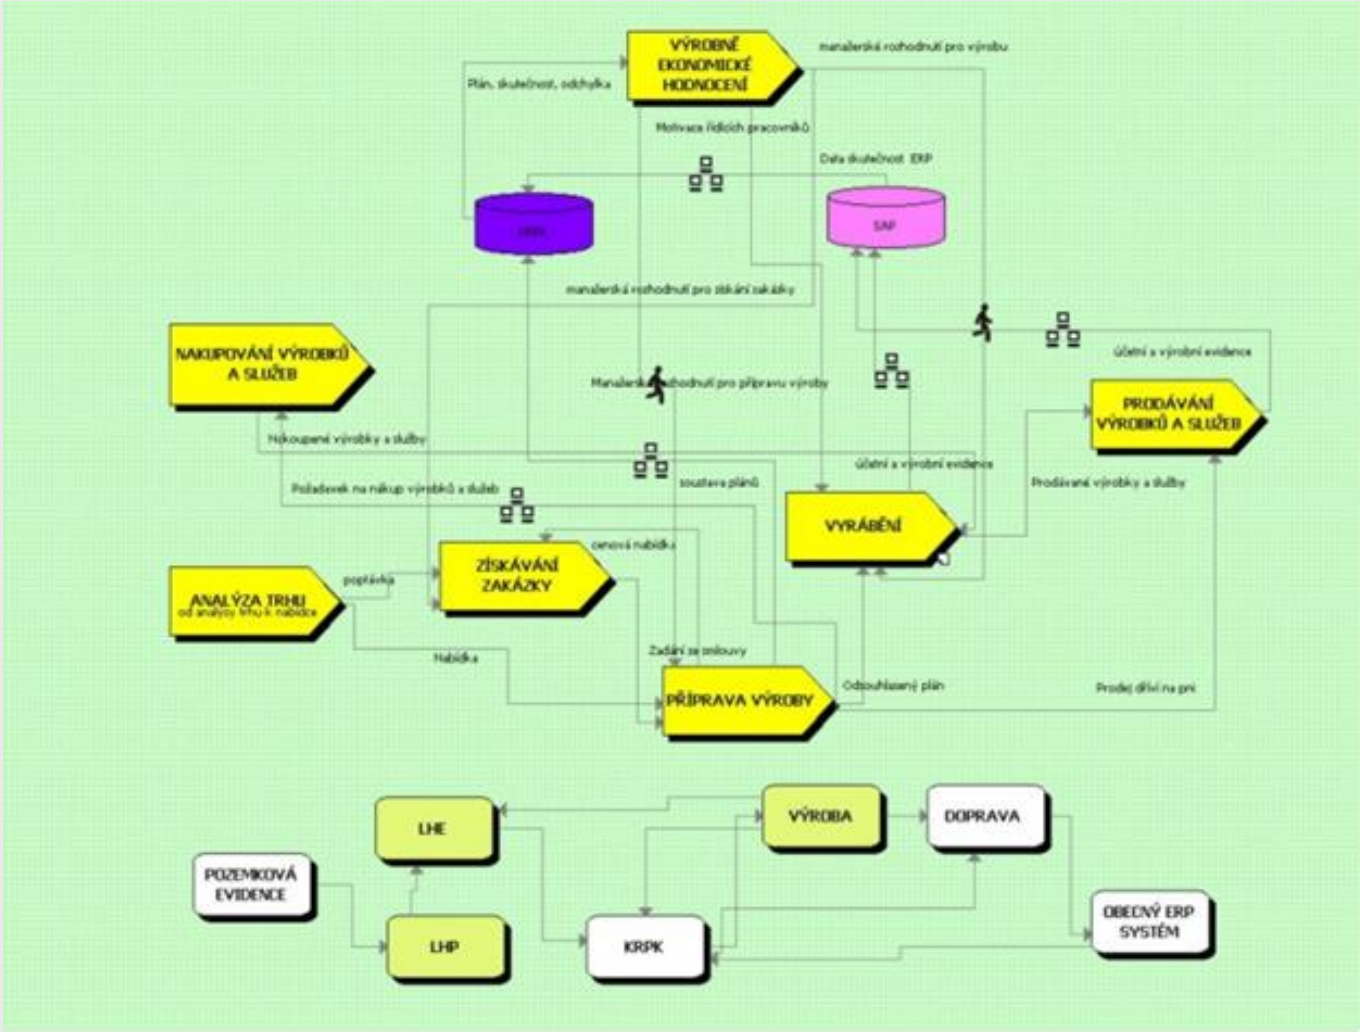 VÝROBNĚ
EKONOMICKÉ
HODNOCENÍ
manažerská rozhodnutí pro výrobu
Plán, skutečnost, odchylka
Motivace řídících pracovníků
Data skutečnost ERP
SAP
manažerská rozhodnutí pro získání zakázky
NAKUPOVÁNÍ VÝROBKŮ
A SLUŽEB
účetní a výrobní evidence
Manažerská rozhodnutí pro přípravu výroby
PRODÁVÁNÍ
VÝROBKŮ A SLUŽEB
Nakoupené výrobky a služby
účetní a výrobní evidence
Požadavek na nákup výrobků a služeb
soustava plánů
Prodávané výrobky a služby
VYRÁBĚNÍ
cenová nabídka
ZÍSKÁVÁNÍ
ZAKÁZKY
poptávka
ANALÝZA TRHU
od analýzy trhu k nabídce
Nabídka
Zadání ze smlouvy
PŘÍPRAVA VÝROBY
Odsouhlasený plán
Prodej dříví na pni
LHE
VÝROBA
DOPRAVA
POZEMKOVÁ
EVIDENCE
OBECNÝ ERP
SYSTÉM
LHP
KRPK